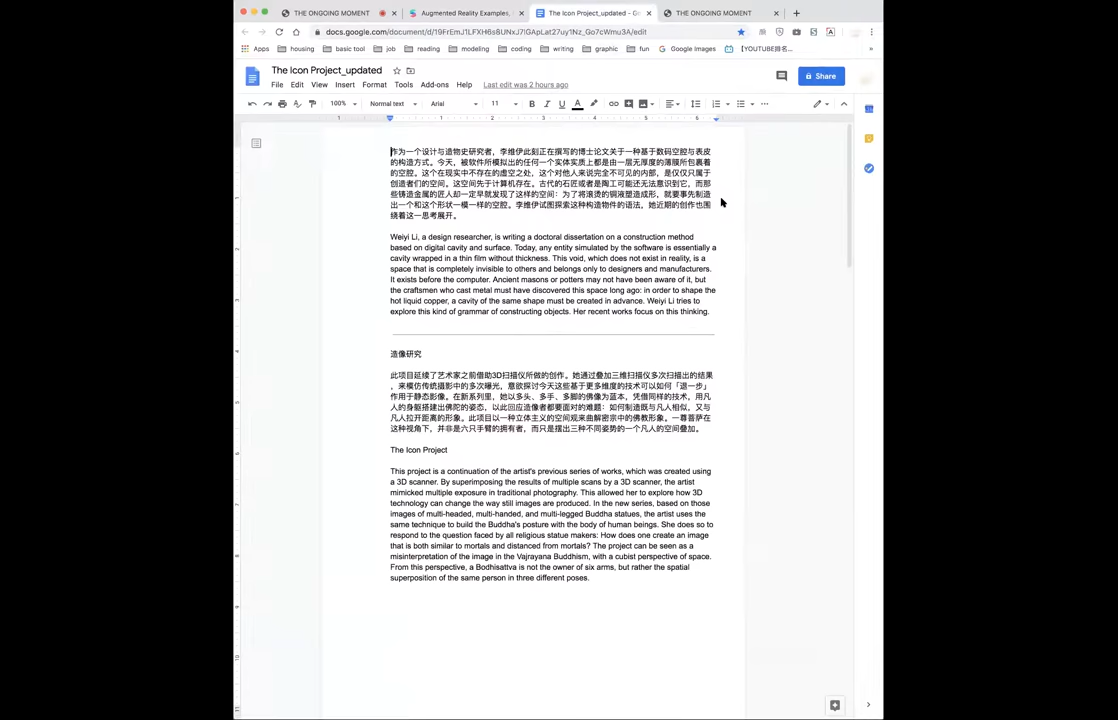 THE ONGOING MOMENT
Augmented Reality Examples,
The Icon Project_updated - G
THE ONGOING MOMENT
Apps housing basic tool job reading modeling coding writing graphic fun Google Images 【YOUTUBE排名...
The Icon Project_updated
Share
File Edit View Insert Format Tools Add-ons Help Last edit was 2 hours ago
100% Normal text Arial 11
作为一个设计与造物史研究者，李维伊此刻正在撰写的博士论文关于一种基于数码空腔与表皮
的构造方式。今天，被软件所模拟出的任何一个实体实质上都是由一层无厚度的薄膜所包裹着
的空腔。这个在现实中不存在的虚空之处，这个对他人来说完全不可见的内部，是仅仅只属于
创造者们的空间。这空间先于计算机存在。古代的石匠或者是陶工可能还无法意识到它，而那
些铸造金属的匠人却一定早就发现了这样的空间：为了将滚烫的铜液塑造成形，就要事先制造
出一个和这个形状一模一样的空腔。李维伊试图探索这种构造物件的语法，她近期的创作也围
绕着这一思考展开。
Weiyi Li, a design researcher, is writing a doctoral dissertation on a construction method
based on digital cavity and surface. Today, any entity simulated by the software is essentially a
cavity wrapped in a thin film without thickness. This void, which does not exist in reality, is a
space that is completely invisible to others and belongs only to designers and manufacturers.
It exists before the computer. Ancient masons or potters may not have been aware of it, but
the craftsmen who cast metal must have discovered this space long ago: in order to shape the
hot liquid copper, a cavity of the same shape must be created in advance. Weiyi Li tries to
explore this kind of grammar of constructing objects. Her recent works focus on this thinking.
造像研究
此项目延续了艺术家之前借助3D扫描仪所做的创作。她通过叠加三维扫描仪多次扫描出的结果
，来模仿传统摄影中的多次曝光，意欲探讨今天这些基于更多维度的技术可以如何「退一步」
作用于静态影像。在新系列里，她以多头、多手、多脚的佛像为蓝本，凭借同样的技术，用凡
人的身躯搭建出佛陀的姿态，以此回应造像者都要面对的难题：如何制造既与凡人相似，又与
凡人拉开距离的形象。此项目以一种立体主义的空间观来曲解密宗中的佛教形象。一尊菩萨在
这种视角下，并非是六只手臂的拥有者，而只是摆出三种不同姿势的一个凡人的空间叠加。
The Icon Project
This project is a continuation of the artist's previous series of works, which was created using
a 3D scanner. By superimposing the results of multiple scans by a 3D scanner, the artist
mimicked multiple exposure in traditional photography. This allowed her to explore how 3D
technology can change the way still images are produced. In the new series, based on those
images of multi-headed, multi-handed, and multi-legged Buddha statues, the artist uses the
same technique to build the Buddha's posture with the body of human beings. She does so to
respond to the question faced by all religious statue makers: How does one create an image
that is both similar to mortals and distanced from mortals? The project can be seen as a
misinterpretation of the image in the Vajrayana Buddhism, with a cubist perspective of space.
From this perspective, a Bodhisattva is not the owner of six arms, but rather the spatial
superposition of the same person in three different poses.